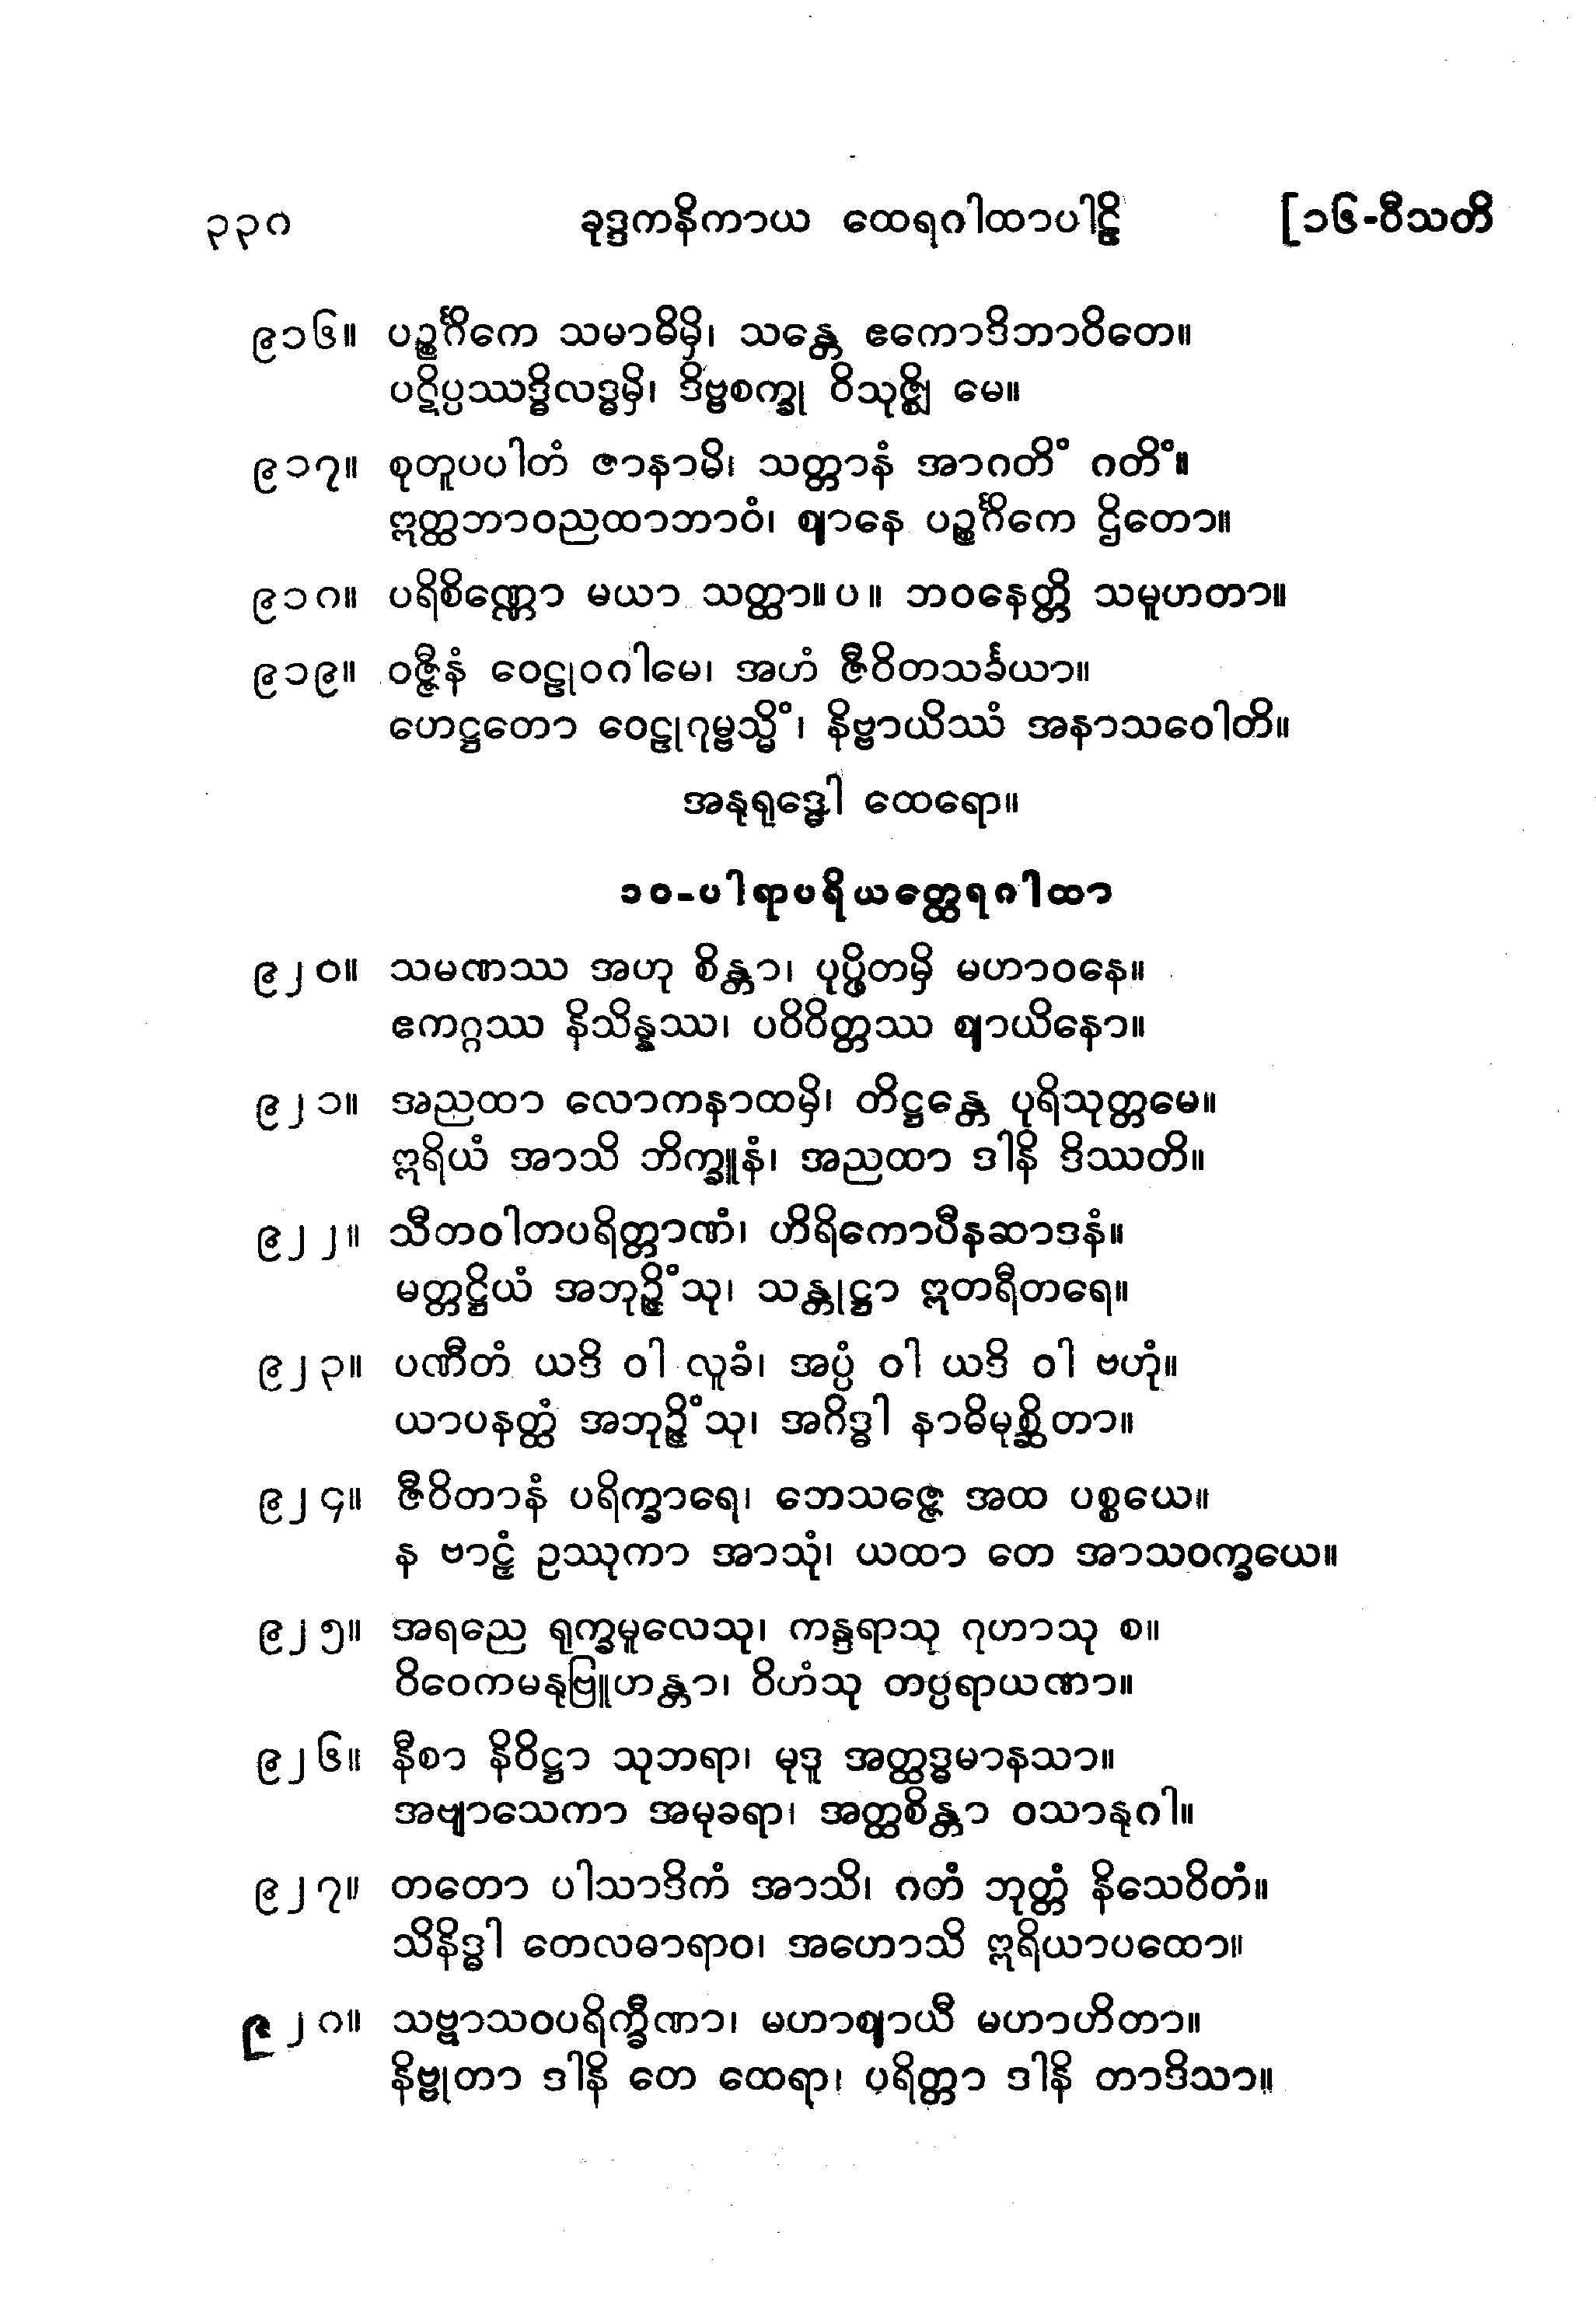 ၃၃၈ ခုဒ္ဒကနိကာယ ထေရဂါထာပါဠိ [၁၆-ဝီသတိ
၉၁၆။ ပဉ္စင်္ဂိကေ သမာဓိမှိ၊ သန္တေ ဧကောဒိဘာဝိတေ။
ပဋိပ္ပဿဒ္ဓိလဒ္ဓမှိ၊ ဒိဗ္ဗစက္ခု ဝိသုဇ္ဈိ မေ။
၉၁၇။ စုတူပပါတံ ဇာနာမိ၊ သတ္တာနံ အာဂတိံ ဂတိံ။
ဣတ္ထဘာဝညထာဘာဝံ၊ ဈာနေ ပဉ္စင်္ဂိကေ ဌိတော။
၉၁၈။ ပရိစိဏ္ဏော မယာ သတ္ထာ။ပ။ ဘဝနေတ္တိ သမူဟတာ။
၉၁၉။ ဝဇ္ဇီနံ ဝေဠုဝဂါမေ၊ အဟံ ဇီဝိတသင်္ခယာ။
ဟေဋ္ဌတော ဝေဠုဂုမ္ဗသ္မိံ၊ နိဗ္ဗာယိဿံ အနာသဝေါတိ။
အနုရုဒ္ဓေါ ထေရော။
၁၀-ပါရာပရိယတ္ထေရဂါထာ
၉၂၀။ သမဏဿ အဟု စိန္တာ၊ ပုပ္ဖိတမှိ မဟာဝနေ။
ဧကဂ္ဂဿ နိသိန္နဿ၊ ပဝိဝိတ္တဿ ဈာယိနော။
၉၂၁။ အညထာ လောကနာထမှိ၊ တိဋ္ဌန္တေ ပုရိသုတ္တမေ။
ဣရိယံ အာသိ ဘိက္ခူနံ၊ အညထာ ဒါနိ ဒိဿတိ။
၉၂၂။ သီတဝါတပရိတ္တာဏံ၊ ဟိရိကောပီနဆာဒနံ။
မတ္တဋ္ဌိယံ အဘုဉ္ဇိံသု၊ သန္တုဋ္ဌာ ဣတရီတရေ။
၉၂၃။ ပဏီတံ ယဒိ ဝါ လူခံ၊ အပ္ပံ ဝါ ယဒိ ဝါ ဗဟုံ။
ယာပနတ္ထံ အဘုဉ္ဇိံသု၊ အဂိဒ္ဓါ နာဓိမုစ္ဆိတာ။
၉၂၄။ ဇီဝိတာနံ ပရိက္ခာရေ၊ ဘေသဇ္ဇေ အထ ပစ္စယေ။
န ဗာဠှံ ဥဿုကာ အာသုံ၊ ယထာ တေ အာသဝက္ခယေ။
၉၂၅။ အရညေ ရုက္ခမူလေသု၊ ကန္ဒရာသု ဂုဟာသု စ။
ဝိဝေကမနုဗြူဟန္တာ၊ ဝိဟံသု တပ္ပရာယဏာ။
၉၂၆။ နီစာ နိဝိဋ္ဌာ သုဘရာ၊ မုဒူ အတ္ထဒ္ဓမာနသာ။
အဗျာသေကာ အမုခရာ၊ အတ္ထစိန္တာ ဝသာနုဂါ။
၉၂၇။ တတော ပါသာဒိကံ အာသိ၊ ဂတံ ဘုတ္တံ နိသေဝိတံ။
သိနိဒ္ဓါ တေလဓာရာဝ၊ အဟောသိ ဣရိယာပထော။
၉၂၈။ သဗ္ဗာသဝပရိက္ခီဏာ၊ မဟာဈာယီ မဟာဟိတာ။
နိဗ္ဗုတာ ဒါနိ တေ ထေရာ၊ ပရိတ္တာ ဒါနိ တာဒိသာ။